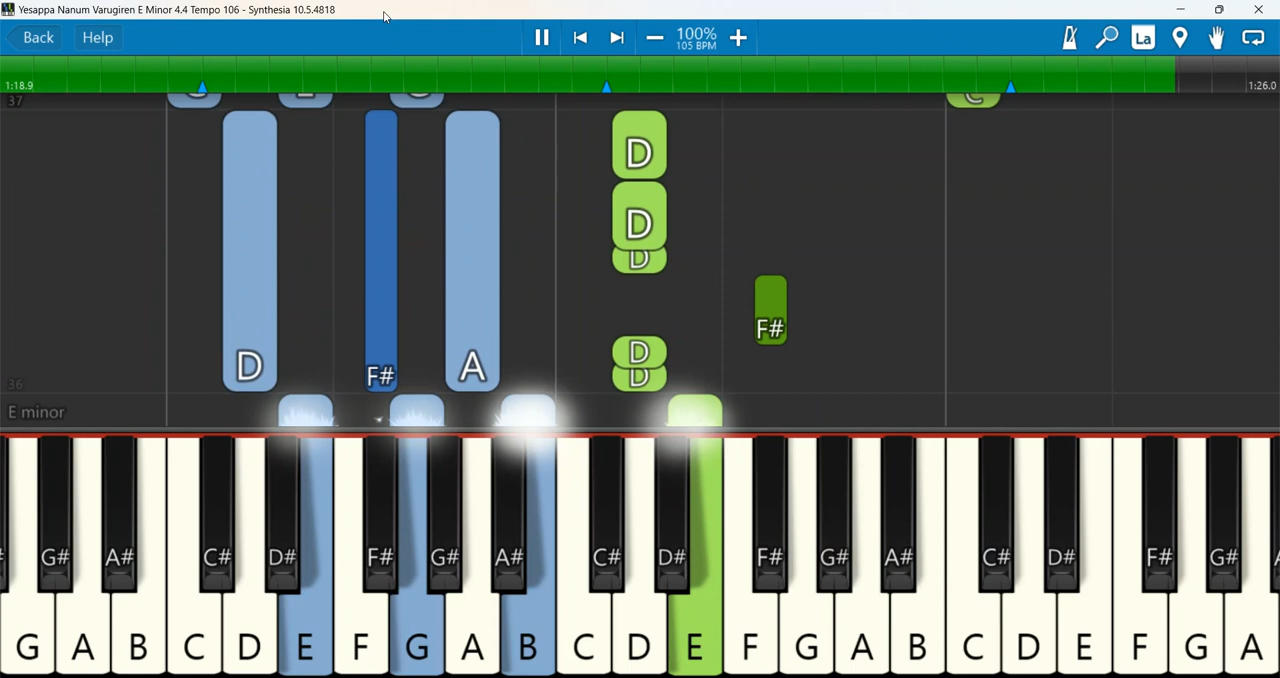 Yesappa Nanum Varugiren E Minor 4.4 Tempo 106 - Synthesia 10.5.4818
Back Help 100% La
105 BPM
1:18.9 1:26.0
37
D D
D
D
F#
D
D F# A D
36
E minor
G# A# C# D# F# G# A# C# D# F# G# A# C# D# F# G#
G A B C D E F G A B C D E F G A B C D E F G A